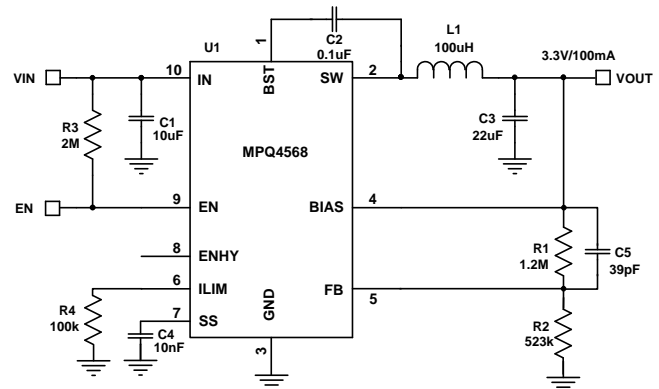 U1
1
C2
0.1uF
L1
100uH
3.3V/100mA
VIN
10
IN
BST
SW
2
VOUT
R3
2M
C1
10uF
MPQ4568
C3
22uF
EN
9
EN
BIAS
4
8
ENHY
R1
1.2M
C5
39pF
R4
100k
6
ILIM
FB
5
7
SS
GND
C4
10nF
3
R2
523k